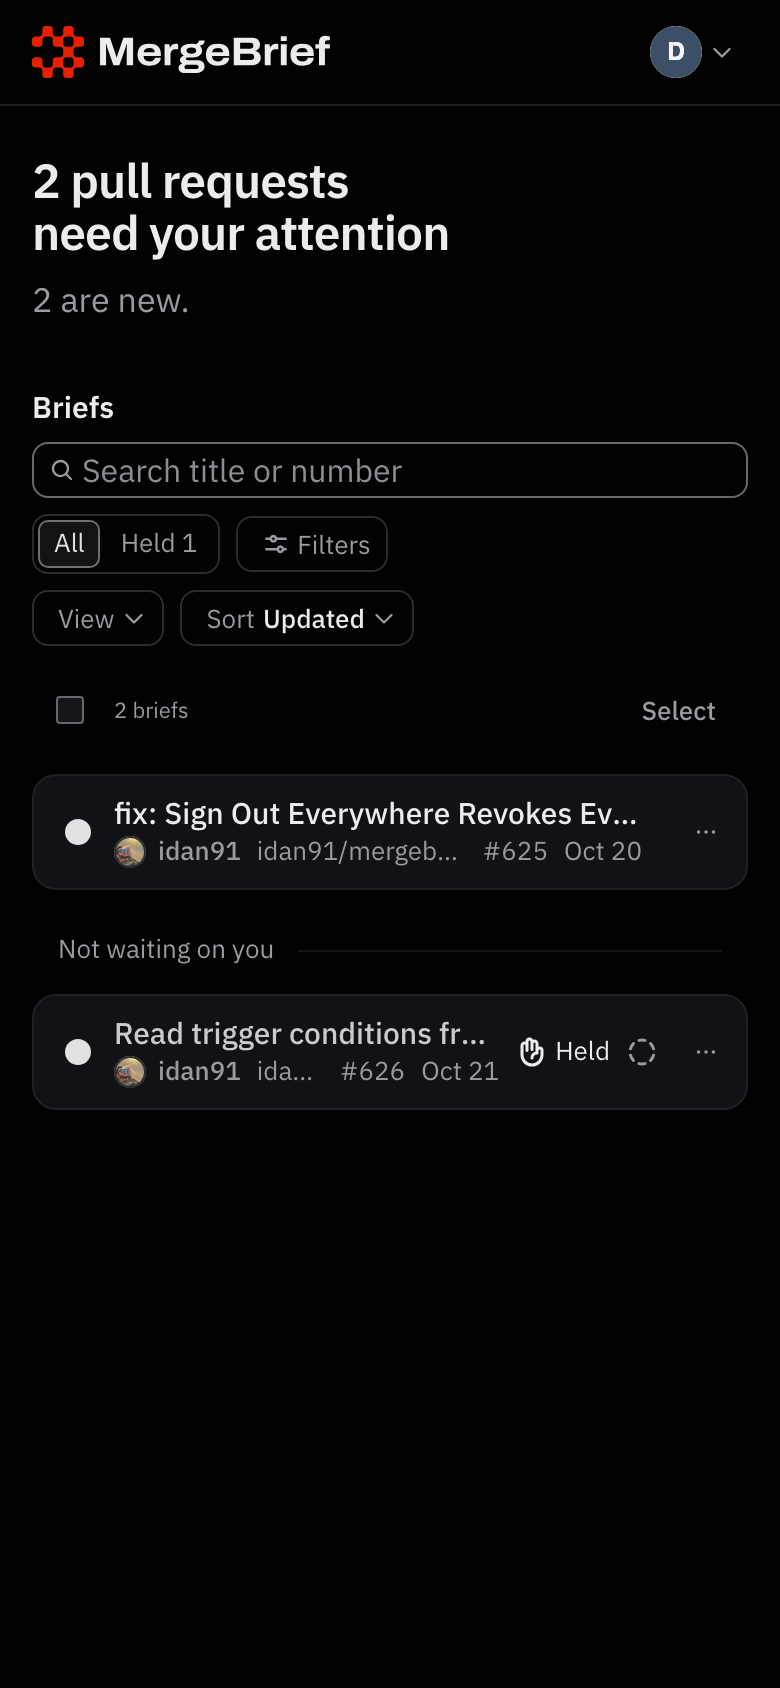 MergeBrief
D
2 pull requests
need your attention
2 are new.
Briefs
Search title or number
All Held 1 Filters
View Sort Updated
2 briefs Select
fix: Sign Out Everywhere Revokes Ev...
idan91 idan91/mergeb... #625 Oct 20
Not waiting on you
Read trigger conditions fr... Held
idan91 ida... #626 Oct 21